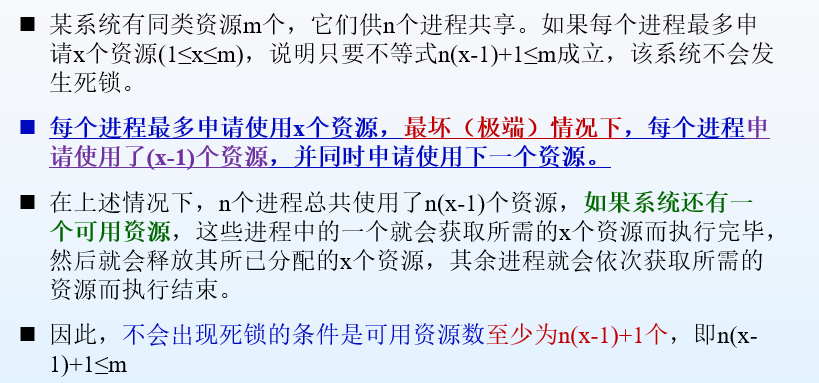 ■ 某系统有同类资源m个，它们供n个进程共享。如果每个进程最多申
请x个资源(1≤x≤m)，说明只要不等式n(x-1)+1≤m成立，该系统不会发
生死锁。
■ 每个进程最多申请使用x个资源，最坏（极端）情况下，每个进程申
请使用了(x-1)个资源，并同时申请使用下一个资源。
■ 在上述情况下，n个进程总共使用了n(x-1)个资源，如果系统还有一
个可用资源，这些进程中的一个就会获取所需的x个资源而执行完毕，
然后就会释放其所已分配的x个资源，其余进程就会依次获取所需的
资源而执行结束。
■ 因此，不会出现死锁的条件是可用资源数至少为n(x-1)+1个，即n(x-
1)+1≤m